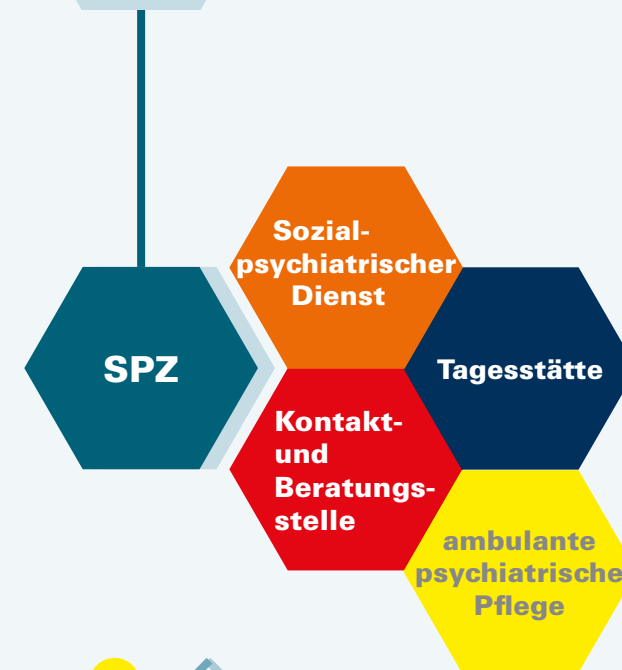 Sozial-
psychiatrischer
Dienst
SPZ
Tagesstätte
Kontakt-
und
Beratungs-
stelle
ambulante
psychiatrische
Pflege